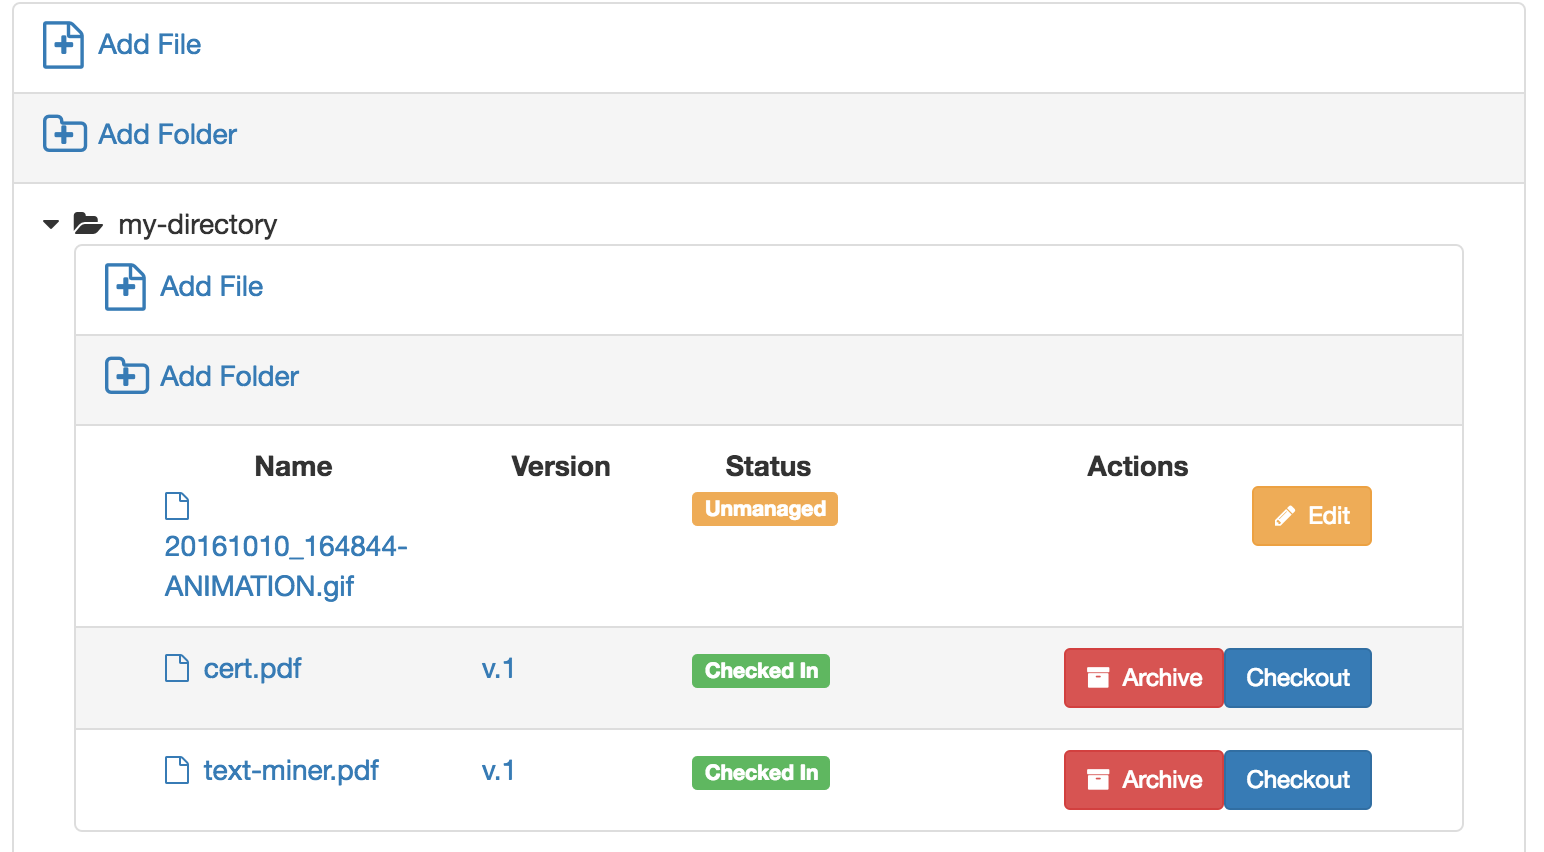 Add File
Add Folder
my-directory
Add File
Add Folder
Name Version Status Actions
Unmanaged Edit
20161010_164844-
ANIMATION.gif
cert.pdf v.1 Checked In Archive Checkout
text-miner.pdf v.1 Checked In Archive Checkout